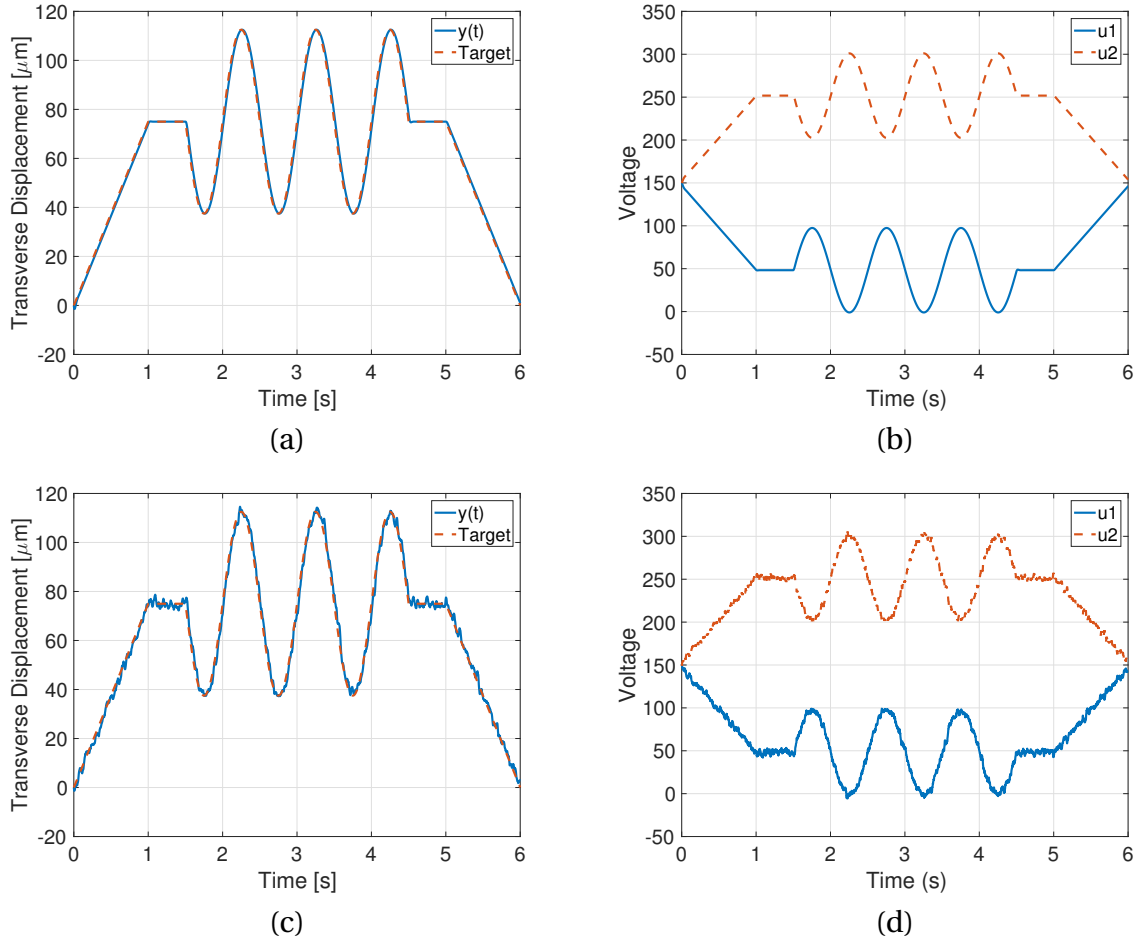 120
100
80
60
40
20
0
-20
Transverse Displacement [μm]
0 1 2 3 4 5 6
Time [s]
y(t)
Target
(a)
350
300
250
200
150
100
50
0
-50
Voltage
0 1 2 3 4 5 6
Time (s)
u1
u2
(b)
120
100
80
60
40
20
0
-20
Transverse Displacement [μm]
0 1 2 3 4 5 6
Time [s]
y(t)
Target
(c)
350
300
250
200
150
100
50
0
-50
Voltage
0 1 2 3 4 5 6
Time (s)
u1
u2
(d)